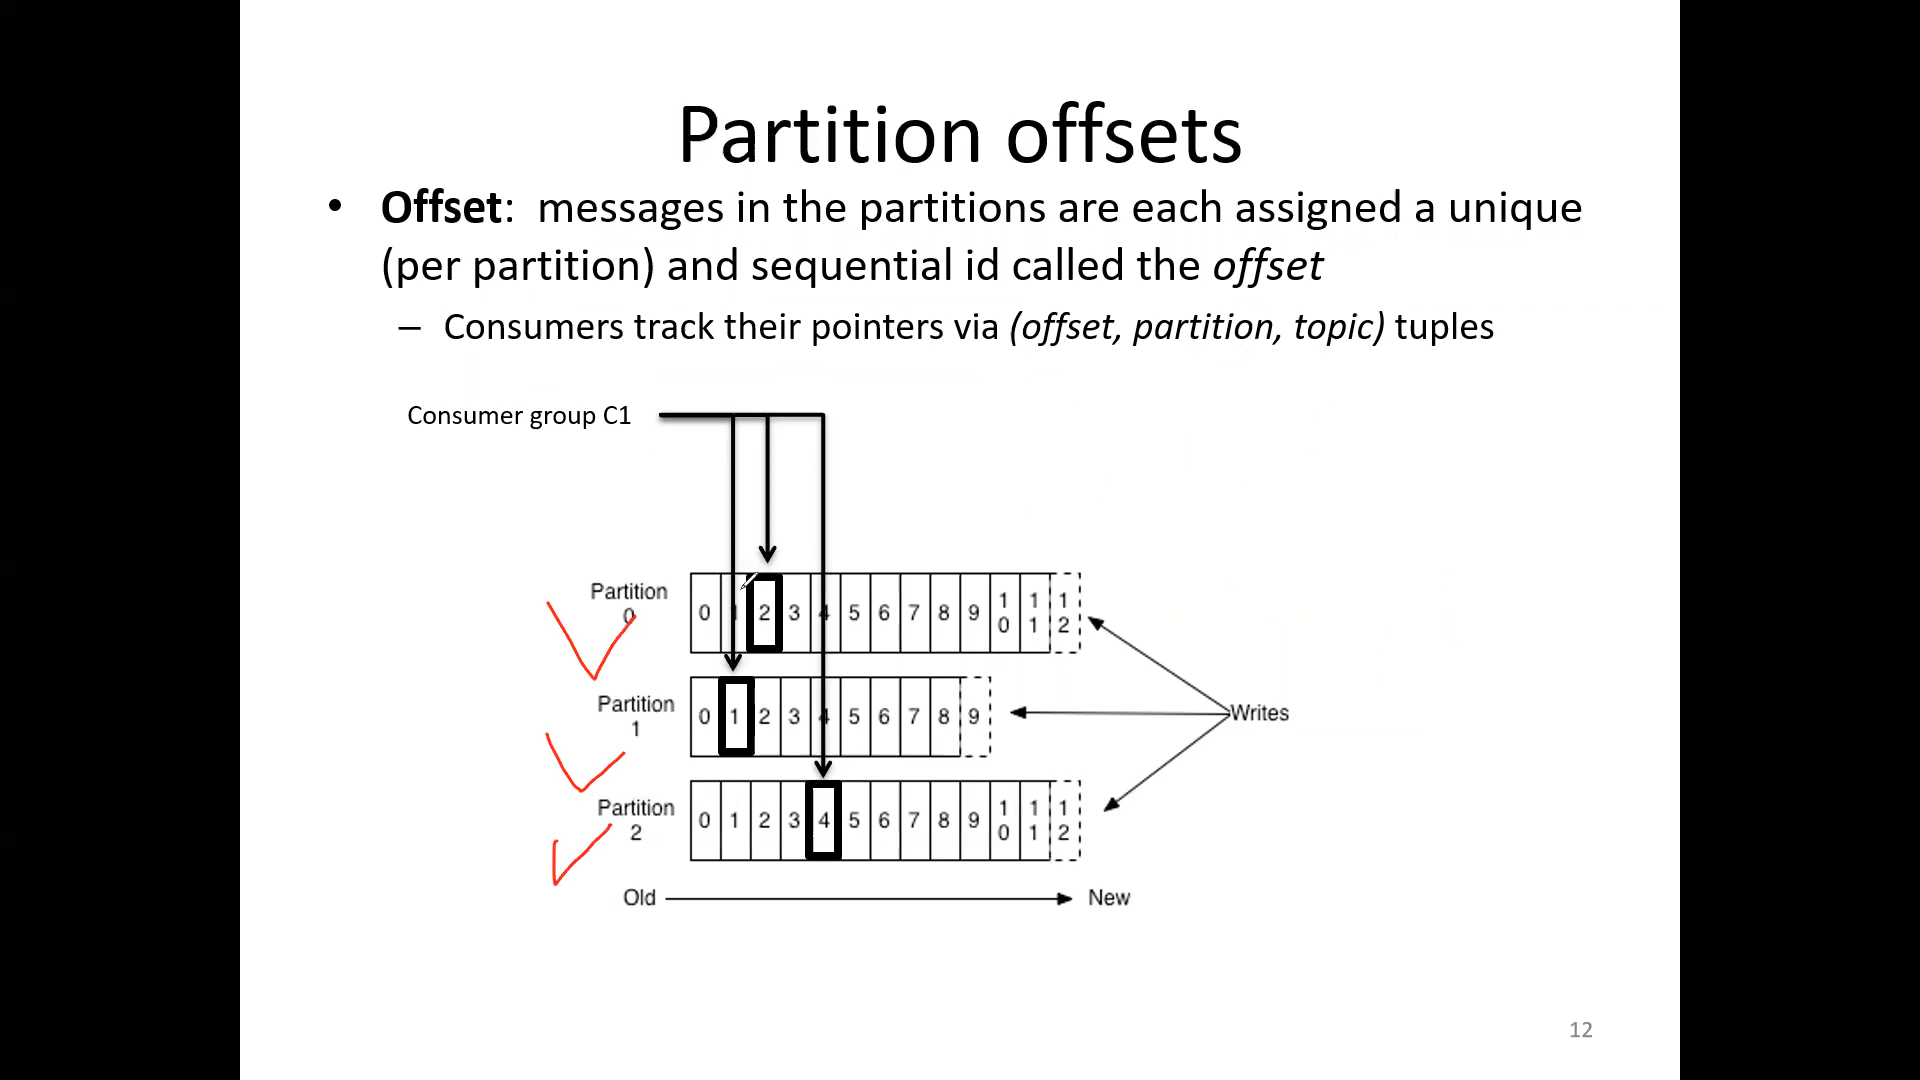 Partition offsets
• Offset: messages in the partitions are each assigned a unique
(per partition) and sequential id called the offset
– Consumers track their pointers via (offset, partition, topic) tuples
Consumer group C1
Partition
0
0 1 2 3 4 5 6 7 8 9 10 11 12
Partition
1
0 1 2 3 4 5 6 7 8 9
Writes
Partition
2
0 1 2 3 4 5 6 7 8 9 10 11 12
Old
New
12